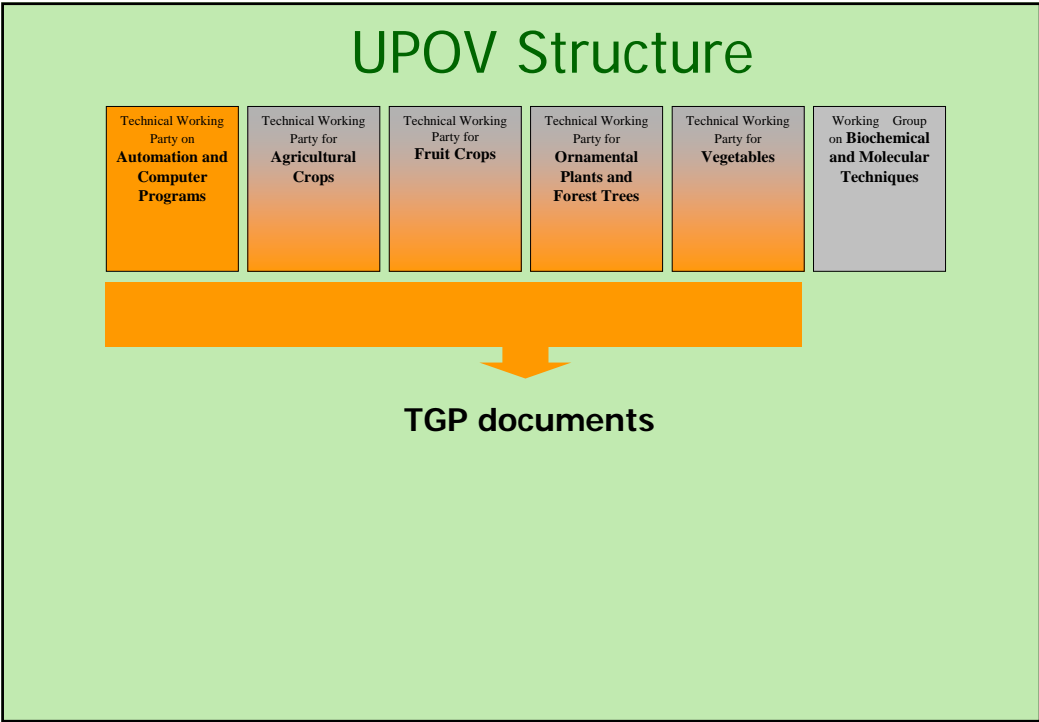 UPOV Structure
Technical Working
Party on
Automation and
Computer
Programs
Technical Working
Party for
Agricultural
Crops
Technical Working
Party for
Fruit Crops
Technical Working
Party for
Ornamental
Plants and
Forest Trees
Technical Working
Party for
Vegetables
Working Group
on Biochemical
and Molecular
Techniques
TGP documents